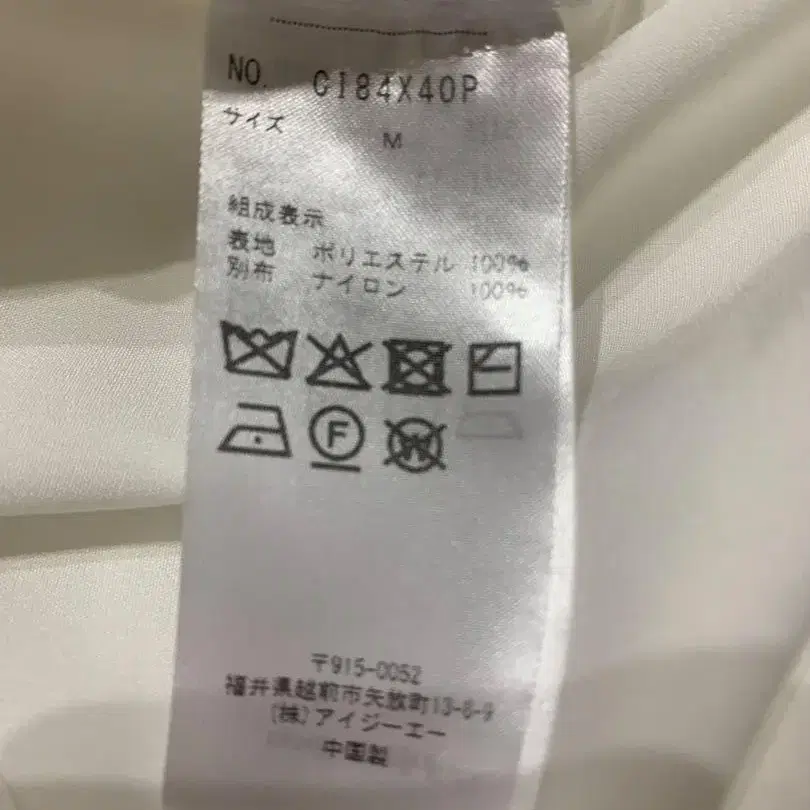 NO. CI84X40P
サイズ
M
組成表示
表地 ポリエステル 100%
別布 ナイロン 100%
F
W
〒915-0052
福井県越前市矢放町13-8-9
(株)アイジーエー
中国製